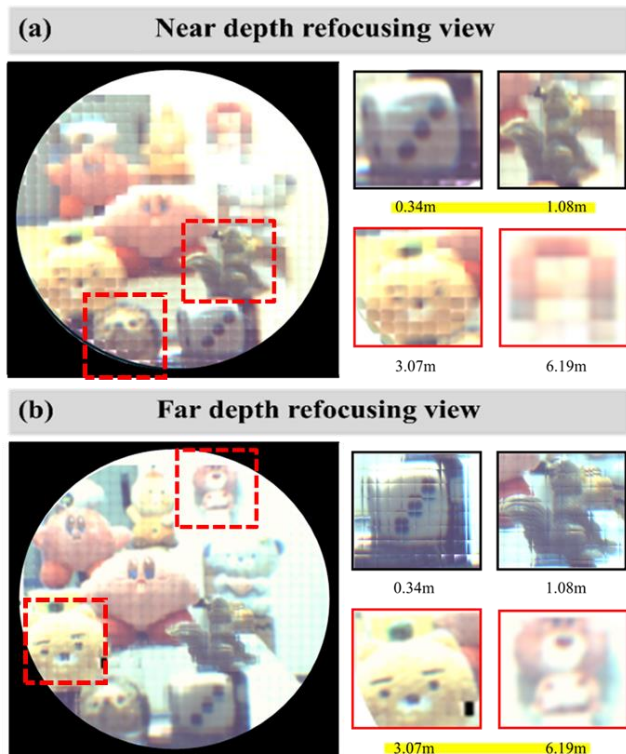 (a) Near depth refocusing view
0.34m 1.08m
3.07m 6.19m
(b) Far depth refocusing view
0.34m 1.08m
3.07m 6.19m